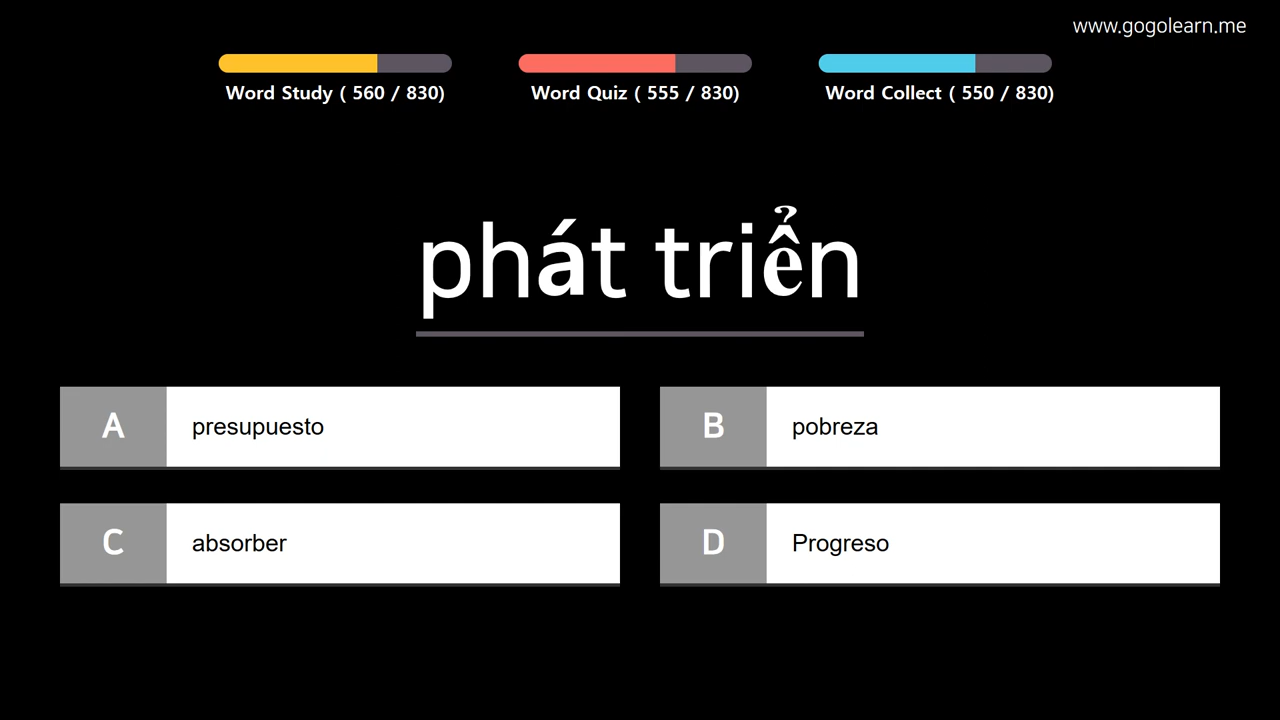 www.gogolearn.me
Word Study ( 560 / 830)
Word Quiz ( 555 / 830)
Word Collect ( 550 / 830)
phát triển
A
presupuesto
B
pobreza
C
absorber
D
Progreso